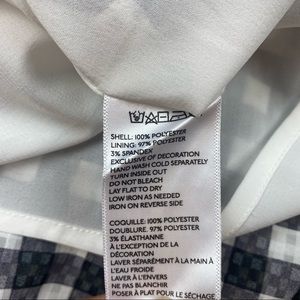 SHELL: 100% POLYESTER
LINING: 97% POLYESTER
3% SPANDEX
EXCLUSIVE OF DECORATION
HAND WASH COLD SEPARATELY
TURN INSIDE OUT
DO NOT BLEACH
LAY FLAT TO DRY
LOW IRON AS NEEDED
IRON ON REVERSE SIDE
COQUILLE: 100% POLYESTER
DOUBLURE: 97% POLYESTER
3% ÉLASTHANNE
À L'EXCEPTION DE LA
DÉCORATION
LAVER SÉPARÉMENT À LA MAIN À
L'EAU FROIDE
LAVER À L'ENVERS
NE PAS BLANCHIR
POSER À PLAT POUR LE SÉCHAGE